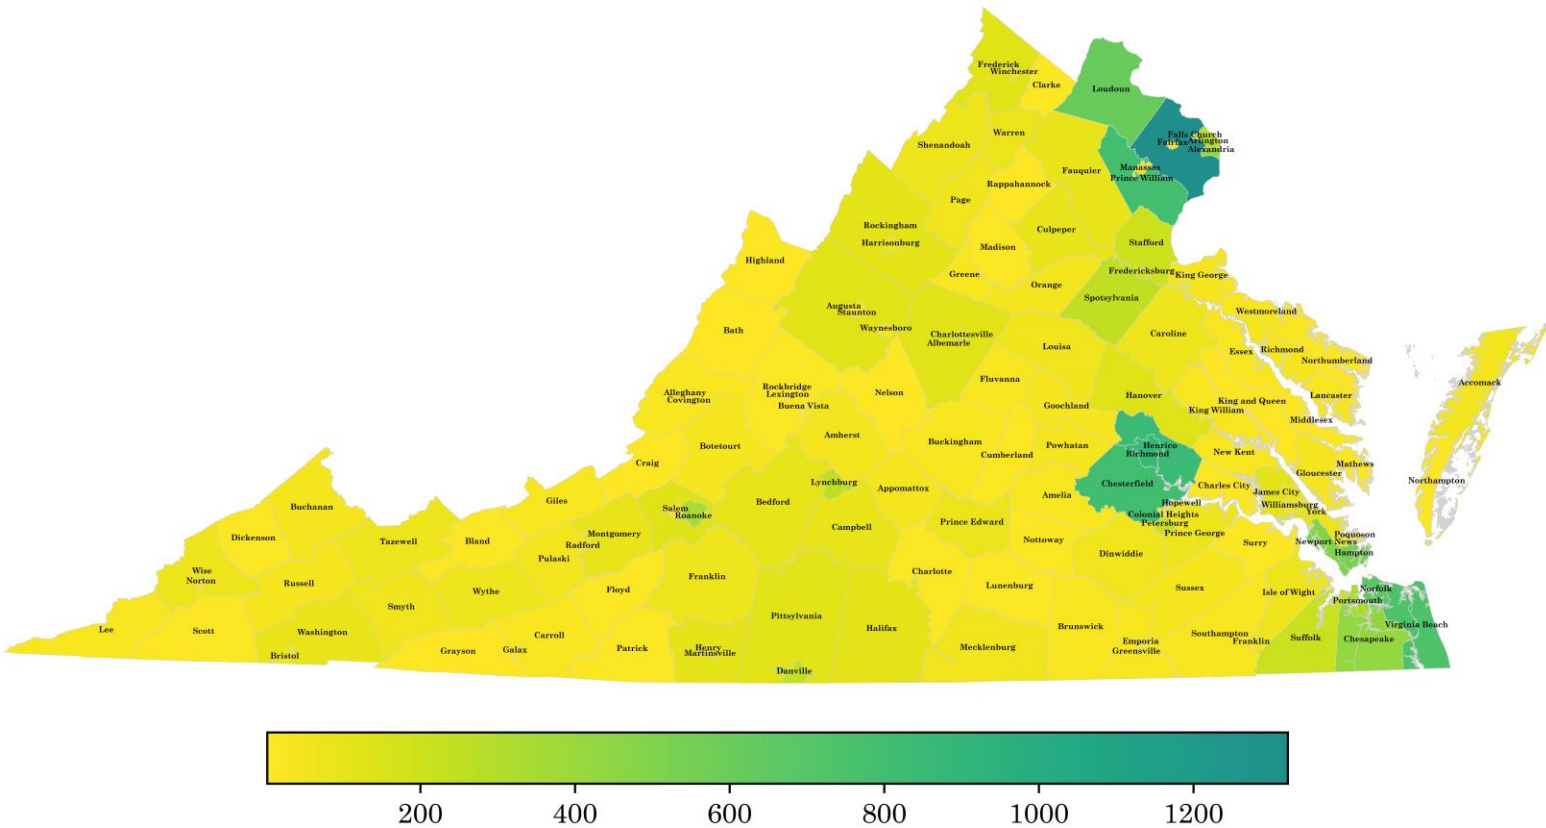 Frederick
Winchester
Clarke
Loudoun
Falls Church
Fairfax
Arlington
Alexandria
Warren
Shenandoah
Fauquier
Manassas
Prince William
Rappahannock
Page
Rockingham
Harrisonburg
Culpeper
Madison
Stafford
Highland
Greene
Fredericksburg
King George
Orange
Spotsylvania
Augusta
Staunton
Westmoreland
Waynesboro
Bath
Charlottesville
Albemarle
Caroline
Louisa
Essex
Richmond
Northumberland
Accomack
Fluvanna
Rockbridge
Lexington
Buena Vista
Nelson
Alleghany
Covington
Hanover
Lancaster
Goochland
King and Queen
King William
Middlesex
Amherst
Buckingham
Botetourt
Powhatan
Henrico
Richmond
Cumberland
New Kent
Craig
Mathews
Gloucester
Northampton
Lynchburg
Chesterfield
Charles City
Appomattox
James City
Amelia
Giles
Bedford
Hopewell
Williamsburg
Buchanan
Salem
Roanoke
York
Colonial Heights
Petersburg
Prince Edward
Campbell
Montgomery
Prince George
Poquoson
Dickenson
Tazewell
Bland
Nottoway
Newport News
Surry
Radford
Hampton
Dinwiddie
Pulaski
Wise
Norton
Charlotte
Franklin
Russell
Lunenburg
Sussex
Norfolk
Floyd
Wythe
Isle of Wight
Portsmouth
Smyth
Pittsylvania
Virginia Beach
Halifax
Brunswick
Lee
Scott
Washington
Carroll
Southampton
Suffolk
Chesapeake
Emporia
Franklin
Greensville
Mecklenburg
Patrick
Henry
Martinsville
Grayson
Galax
Bristol
Danville
200 400 600 800 1000 1200